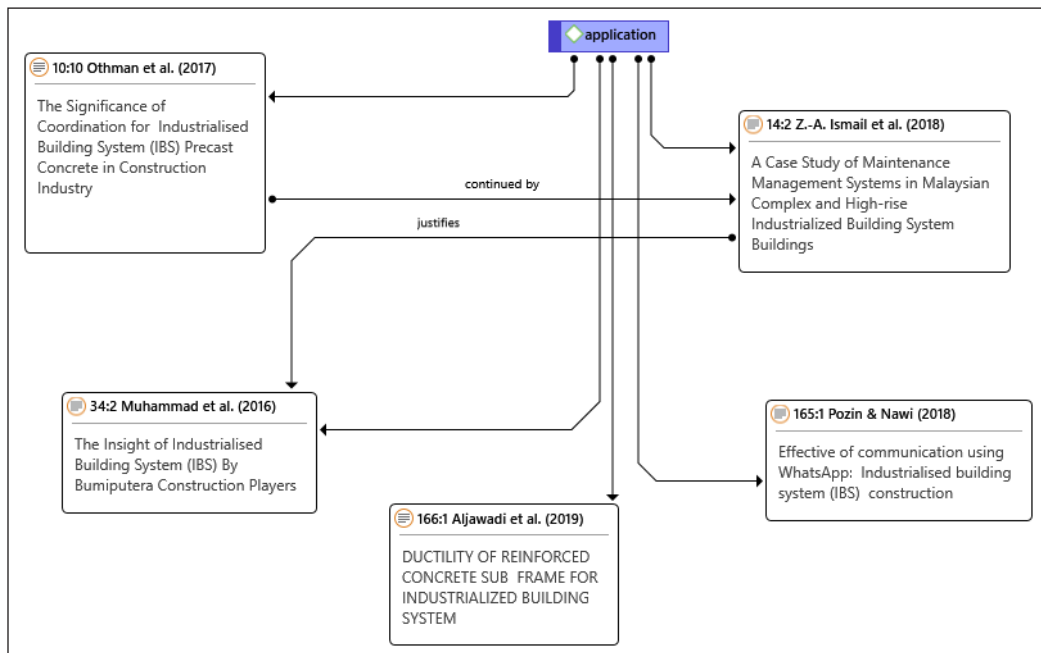 application
10:10 Othman et al. (2017)
The Significance of
Coordination for Industrialised
Building System (IBS) Precast
Concrete in Construction
Industry
14:2 Z.-A. Ismail et al. (2018)
A Case Study of Maintenance
Management Systems in Malaysian
Complex and High-rise
Industrialized Building System
Buildings
continued by
justifies
34:2 Muhammad et al. (2016)
The Insight of Industrialised
Building System (IBS) By
Bumiputera Construction Players
165:1 Pozin & Nawi (2018)
Effective of communication using
WhatsApp: Industrialised building
system (IBS) construction
166:1 Aljawadi et al. (2019)
DUCTILITY OF REINFORCED
CONCRETE SUB FRAME FOR
INDUSTRIALIZED BUILDING
SYSTEM